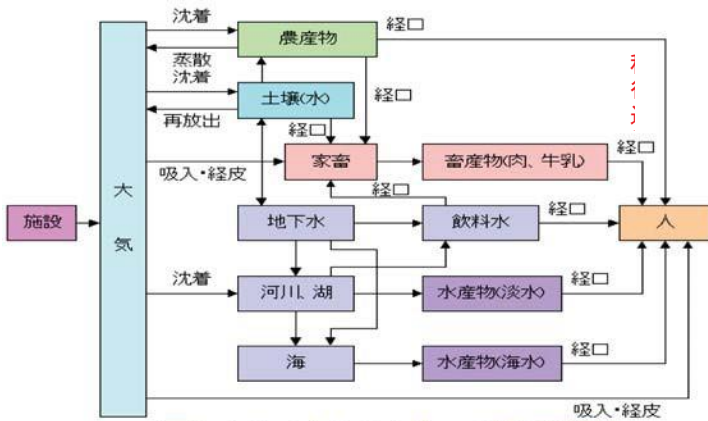 沈着
経口
農産物
蒸散
沈着
土壌(水)
経口
再放出
経口
家畜
畜産物(肉、牛乳)
経口
吸入・経皮
経口
大気
施設
地下水
飲料水
経口
人
沈着
河川、湖
水産物(淡水)
経口
海
水産物(海水)
経口
吸入・経皮